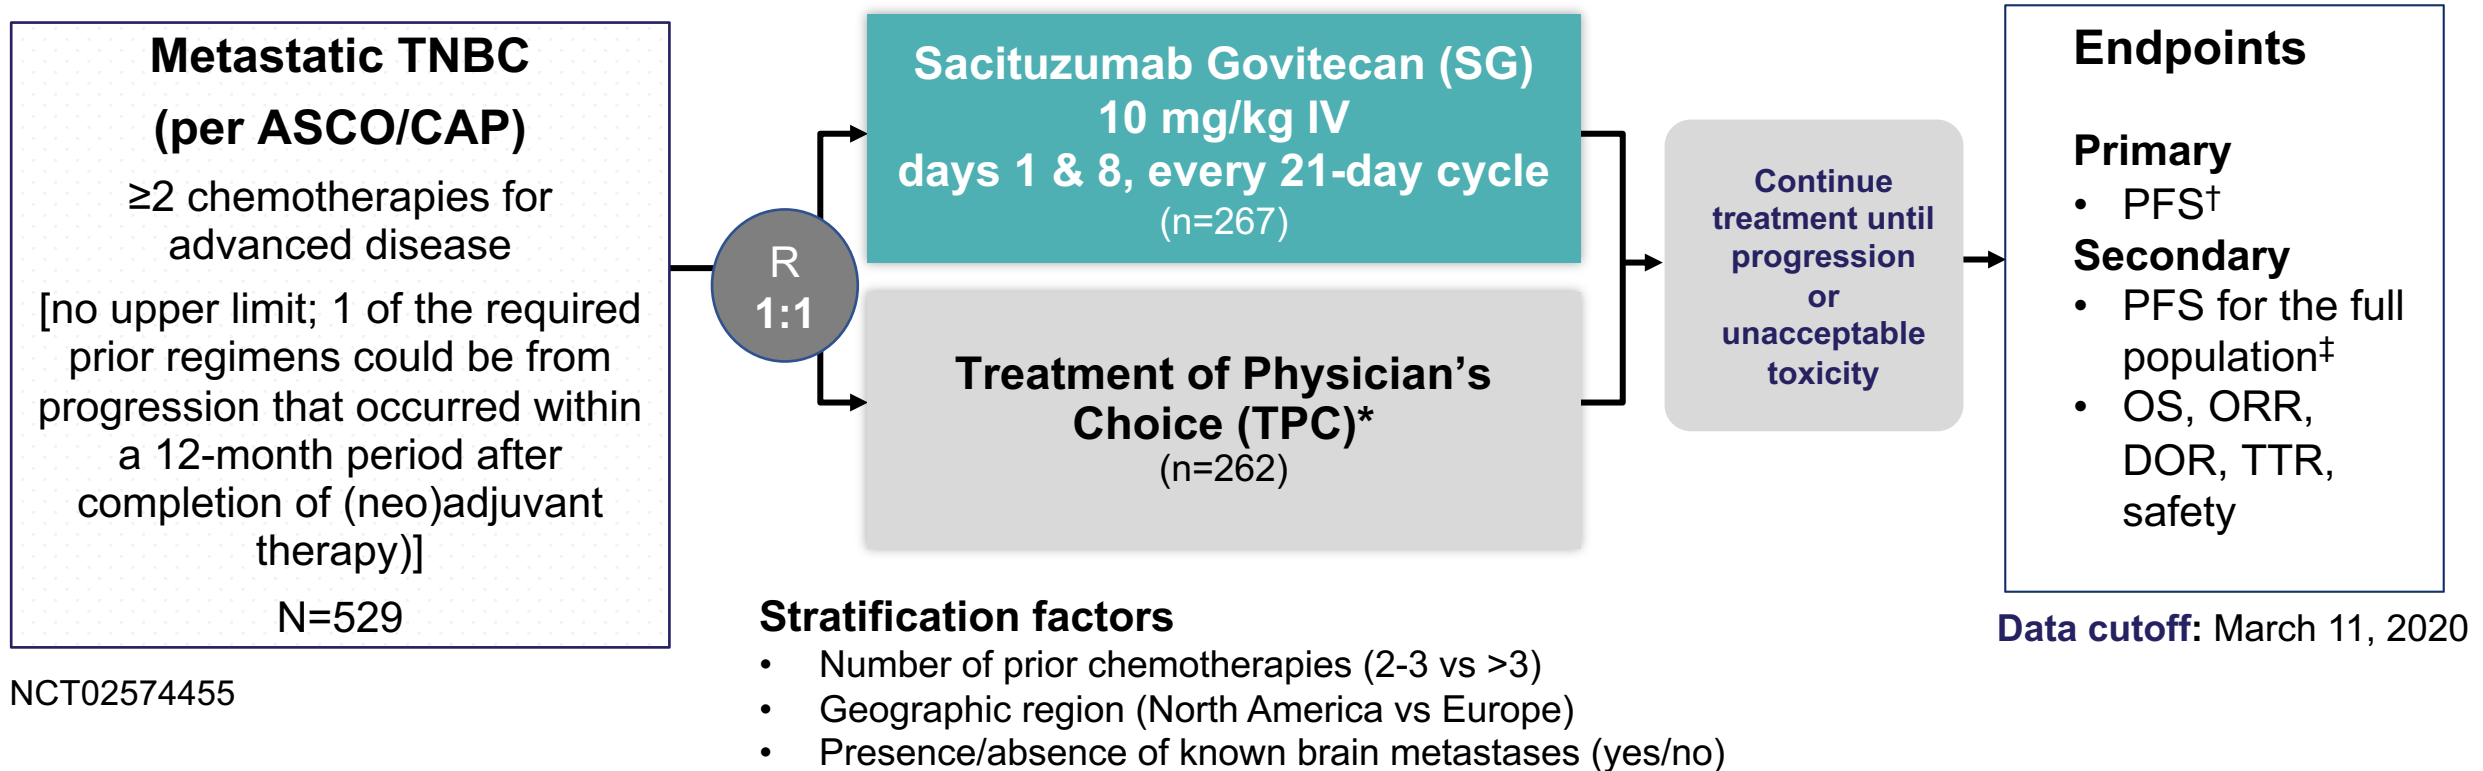 Metastatic TNBC
(per ASCO/CAP)
≥2 chemotherapies for
advanced disease
[no upper limit; 1 of the required
prior regimens could be from
progression that occurred within
a 12-month period after
completion of (neo)adjuvant
therapy)]
N=529
NCT02574455
R
1:1
Sacituzumab Govitecan (SG)
10 mg/kg IV
days 1 & 8, every 21-day cycle
(n=267)
Treatment of Physician’s
Choice (TPC)*
(n=262)
Continue
treatment until
progression
or
unacceptable
toxicity
Endpoints
Primary
• PFS†
Secondary
• PFS for the full
population‡
• OS, ORR,
DOR, TTR,
safety
Data cutoff: March 11, 2020
Stratification factors
• Number of prior chemotherapies (2-3 vs >3)
• Geographic region (North America vs Europe)
• Presence/absence of known brain metastases (yes/no)